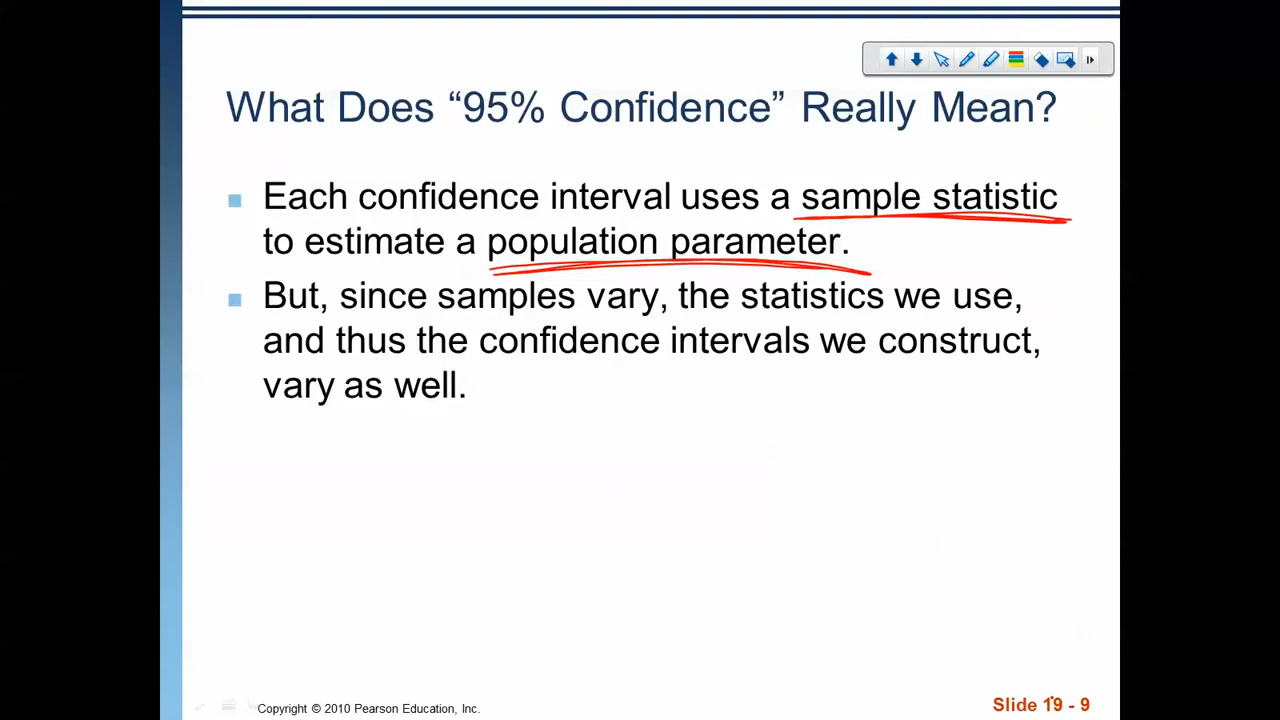 What Does “95% Confidence” Really Mean?
Each confidence interval uses a sample statistic
to estimate a population parameter.
But, since samples vary, the statistics we use,
and thus the confidence intervals we construct,
vary as well.
Copyright © 2010 Pearson Education, Inc.
Slide 19 - 9